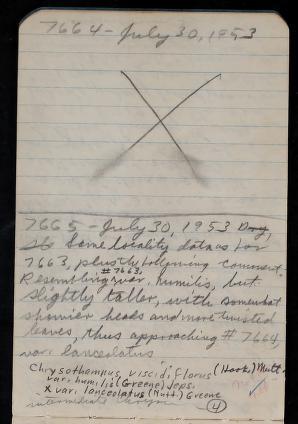 7664 - July 30, 1953
7665 - July 30, 1953
Same locality data as for
7663, plus the following comment.
Resembling #7663, var. humilis, but
slightly taller, with somewhat
showier heads and more twisted
leaves, thus approaching # 7664,
var. lanceolatus
Chrysothamnus viscidiflorus (Hook) Nutt.
var. humilis (Greene) Jeps.
x var. lanceolatus (Nutt) Greene
intermediate
4